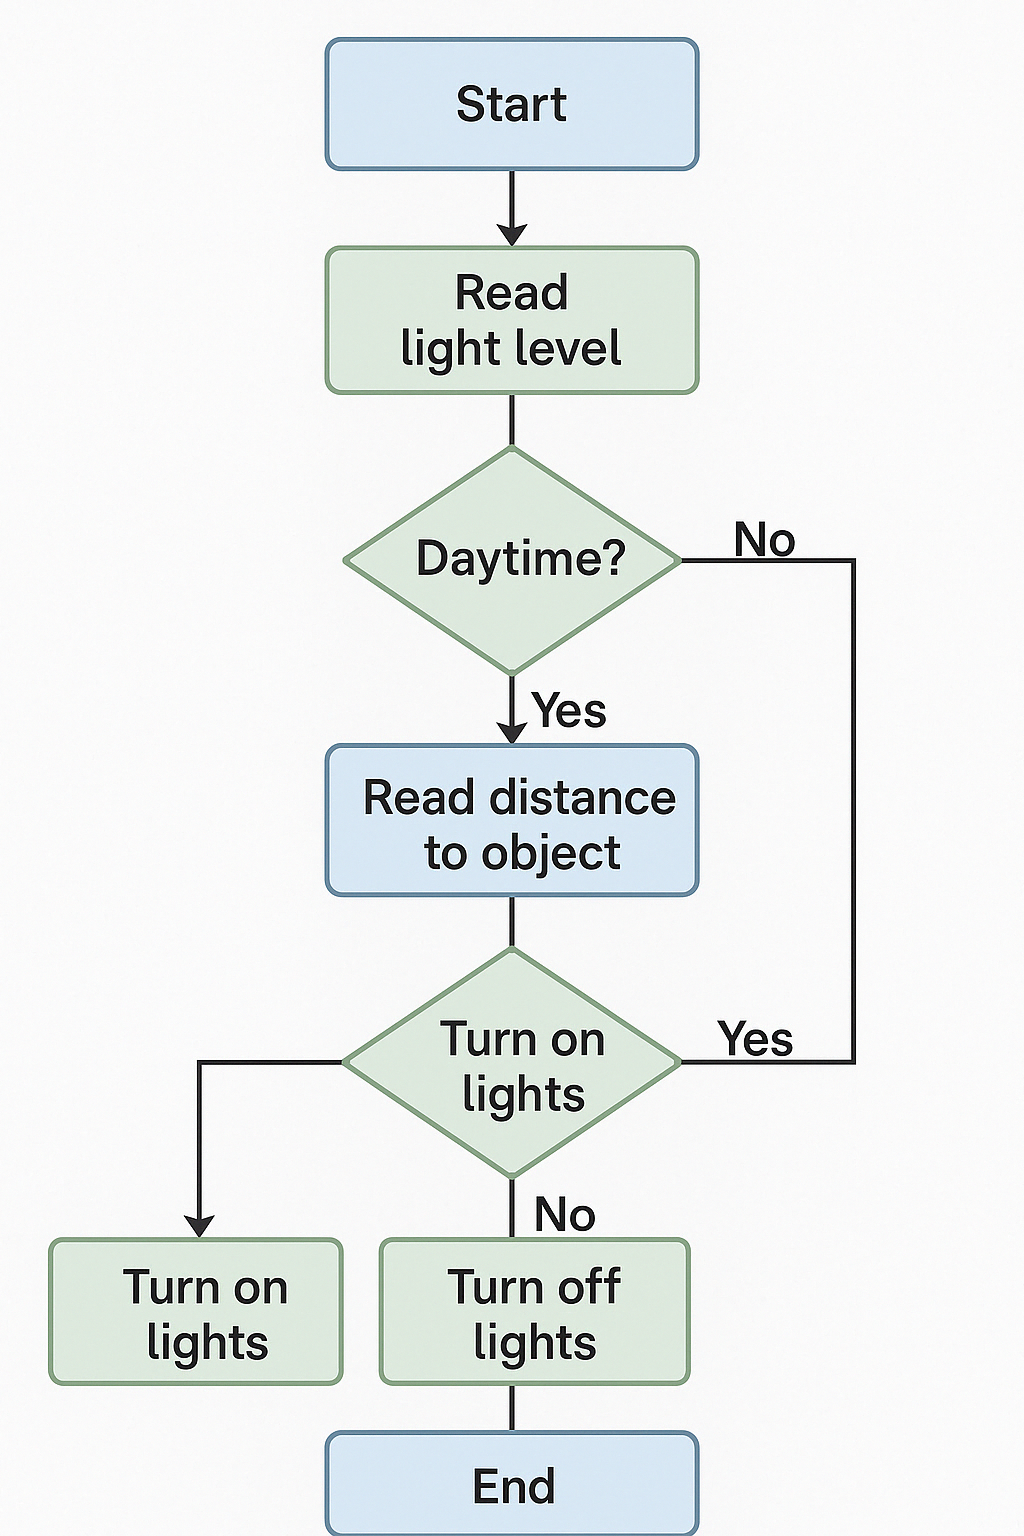 Start
Read
light level
Daytime?
No
Yes
Read distance
to object
Turn on
lights
Yes
No
Turn on
lights
Turn off
lights
End